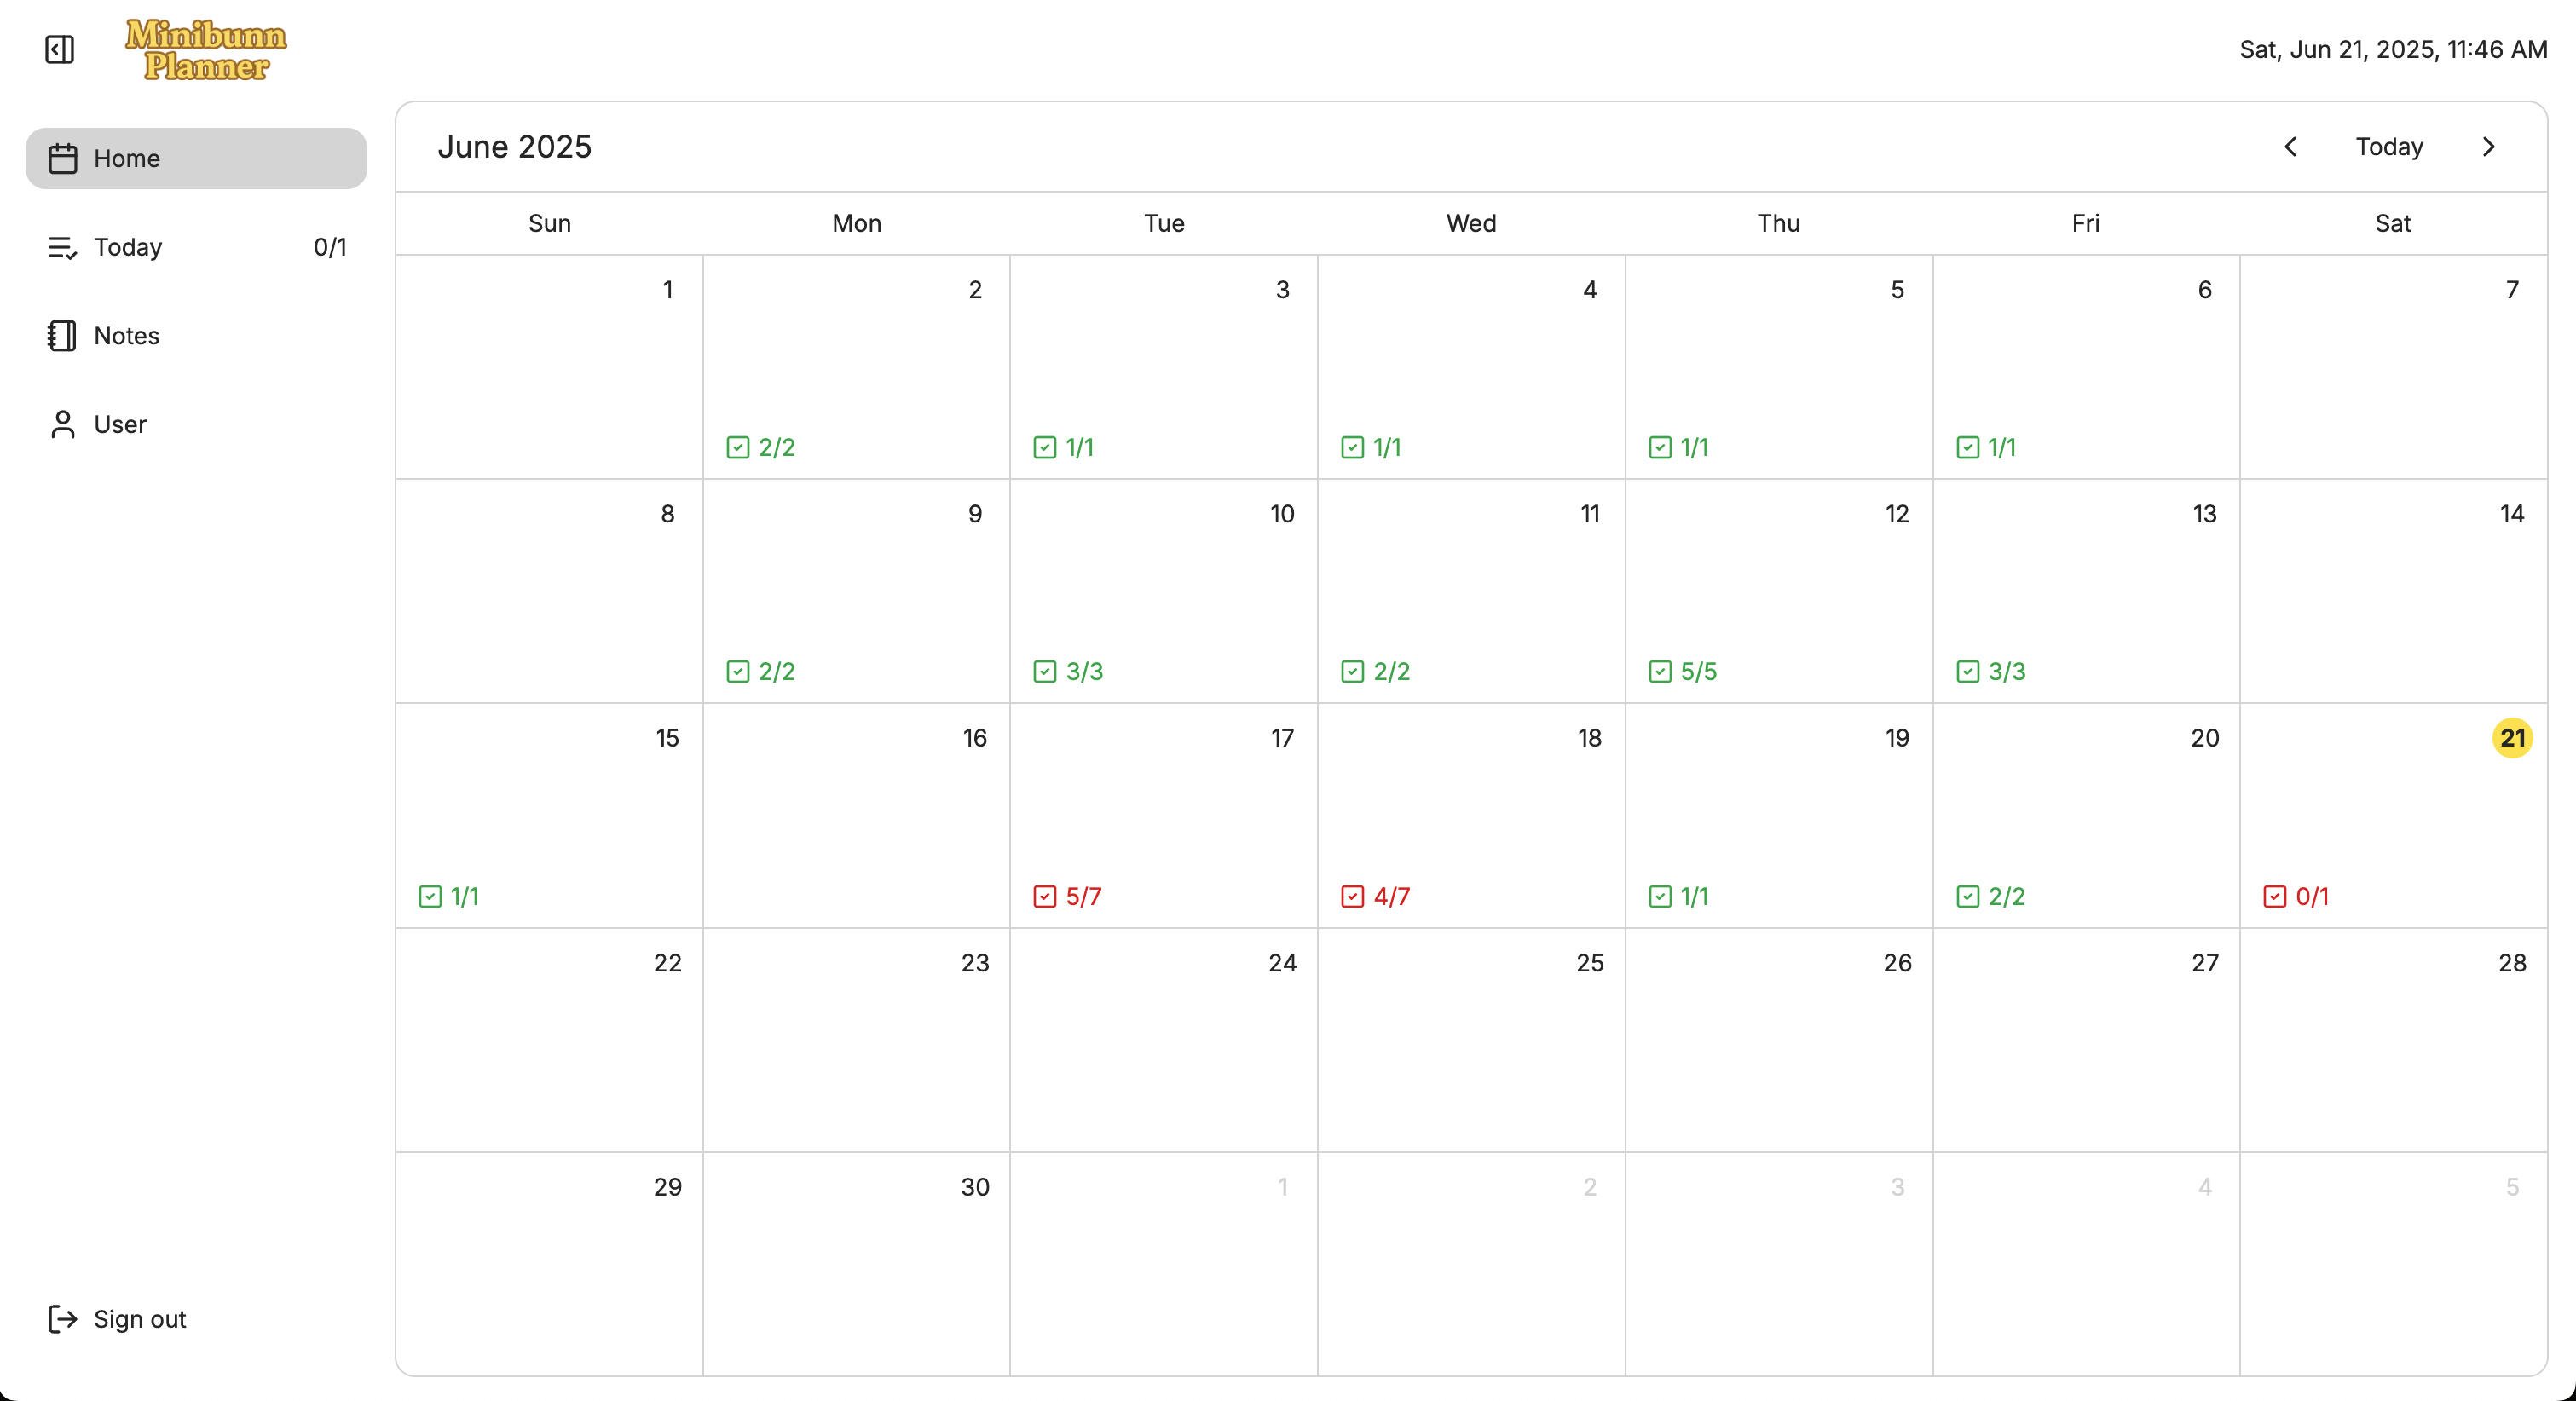 Minibunn
Planner
Sat, Jun 21, 2025, 11:46 AM
Home
Today 0/1
Notes
User
Sign out
June 2025
Today
Sun Mon Tue Wed Thu Fri Sat
1 2 3 4 5 6 7
2/2 1/1 1/1 1/1 1/1
8 9 10 11 12 13 14
2/2 3/3 2/2 5/5 3/3
15 16 17 18 19 20 21
1/1 5/7 4/7 1/1 2/2 0/1
22 23 24 25 26 27 28
29 30 1 2 3 4 5